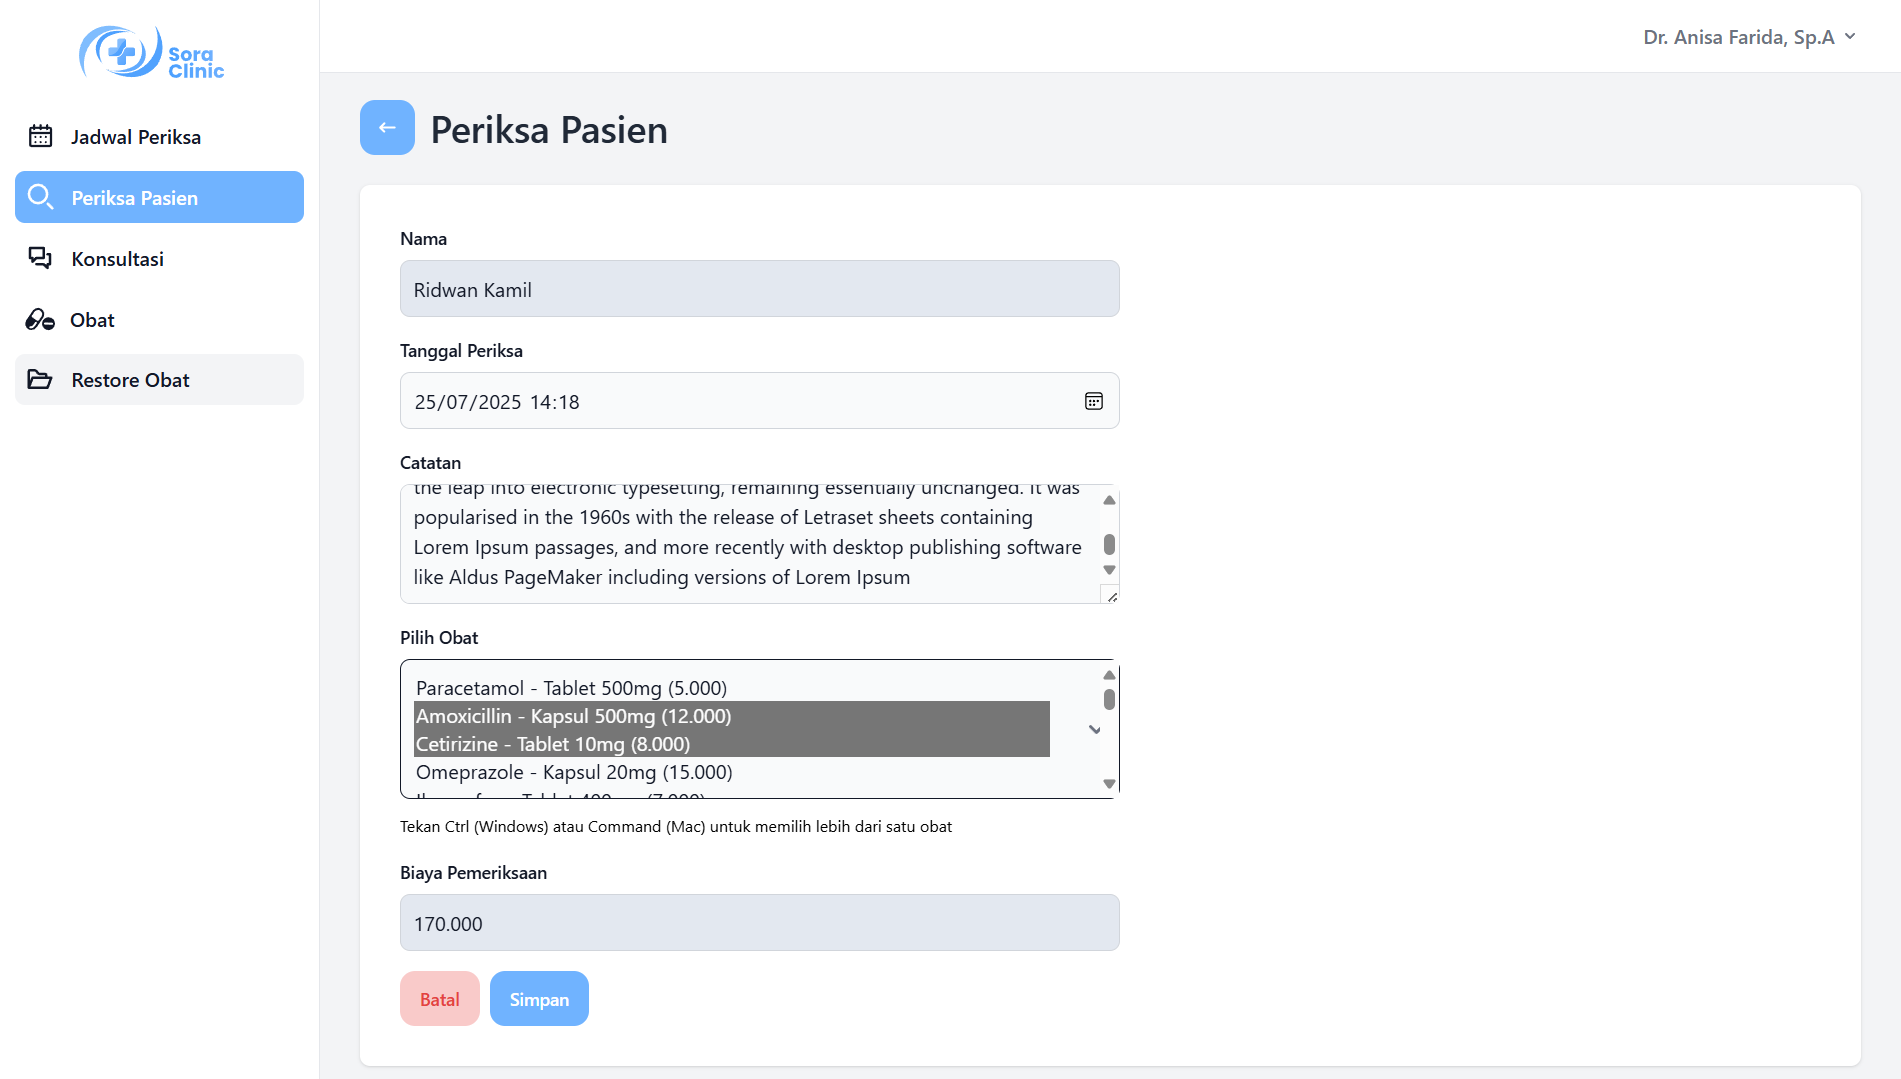 Sora
Clinic
Dr. Anisa Farida, Sp.A
Jadwal Periksa
Periksa Pasien
Konsultasi
Obat
Restore Obat
Periksa Pasien
Nama
Ridwan Kamil
Tanggal Periksa
25/07/2025 14:18
Catatan
the leap into electronic typesetting, remaining essentially unchanged. It was
popularised in the 1960s with the release of Letraset sheets containing
Lorem Ipsum passages, and more recently with desktop publishing software
like Aldus PageMaker including versions of Lorem Ipsum
Pilih Obat
Paracetamol - Tablet 500mg (5.000)
Amoxicillin - Kapsul 500mg (12.000)
Cetirizine - Tablet 10mg (8.000)
Omeprazole - Kapsul 20mg (15.000)
Tekan Ctrl (Windows) atau Command (Mac) untuk memilih lebih dari satu obat
Biaya Pemeriksaan
170.000
Batal
Simpan